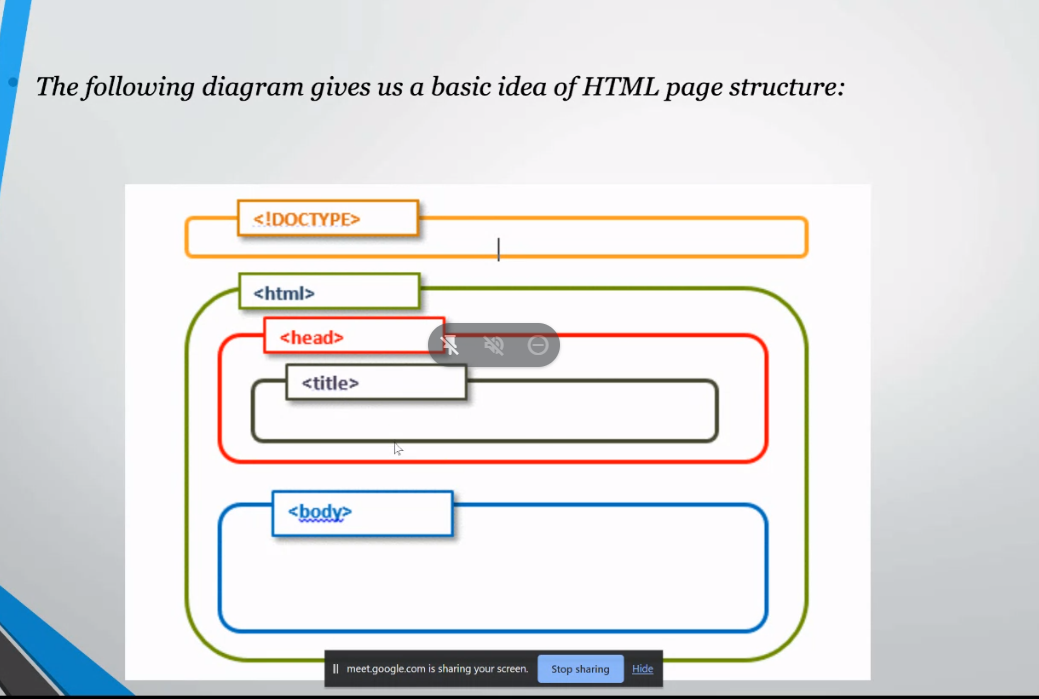 The following diagram gives us a basic idea of HTML page structure:
<!DOCTYPE>
<html>
<head>
<title>
<body>
meet.google.com is sharing your screen. Stop sharing Hide